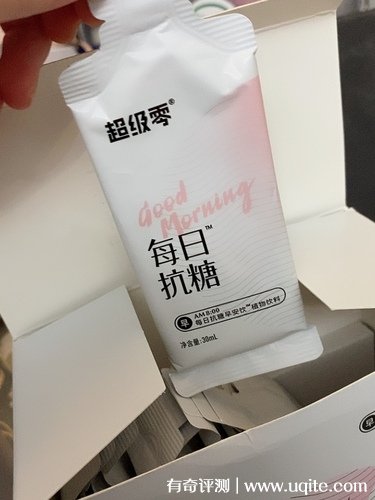 超级零®
Good
Morning
每日™
抗糖
早 AM 8:00
每日抗糖早安饮™植物饮料
净含量:30mL
早
有奇评测 | www.uqite.com